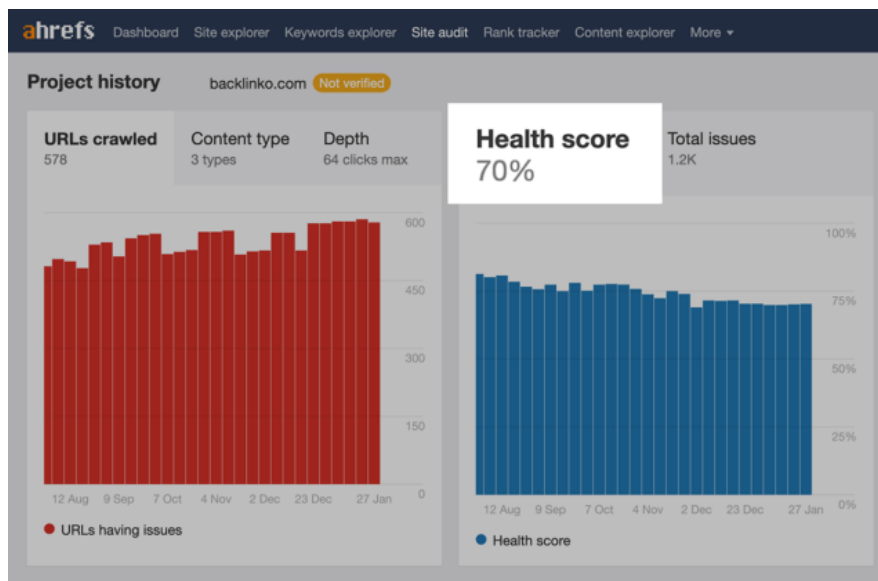 ahrefs Dashboard Site explorer Keywords explorer Site audit Rank tracker Content explorer More
Project history backlinko.com Not verified
URLs crawled
578
Content type
3 types
Depth
64 clicks max
600
450
300
150
0
12 Aug 9 Sep 7 Oct 4 Nov 2 Dec 23 Dec 27 Jan
URLs having issues
Health score
70%
Total issues
1.2K
100%
75%
50%
25%
0%
12 Aug 9 Sep 7 Oct 4 Nov 2 Dec 23 Dec 27 Jan
Health score